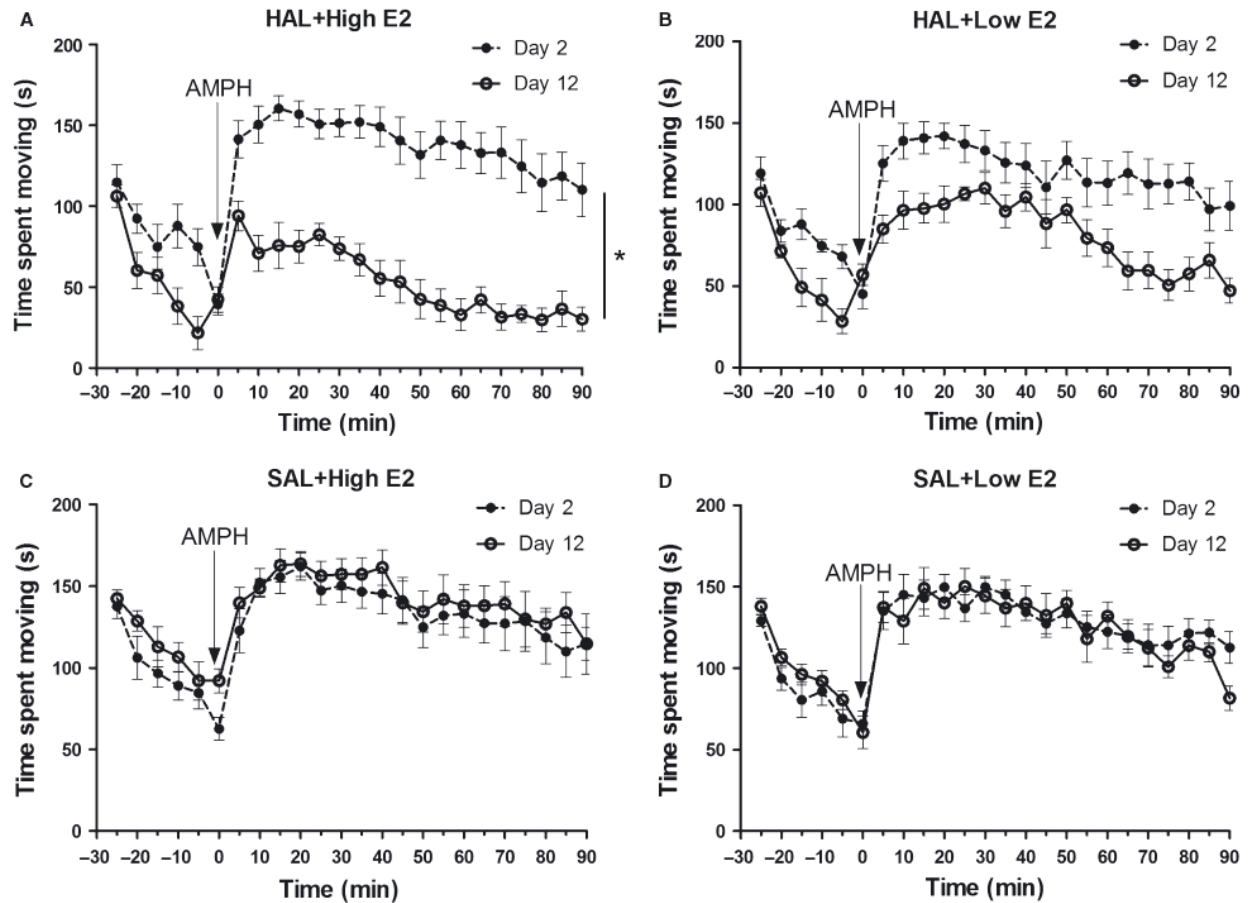 A
HAL+High E2
Day 2
Day 12
AMPH
Time spent moving (s)
200
150
100
50
0
*
–30 –20 –10 0 10 20 30 40 50 60 70 80 90
Time (min)
B
HAL+Low E2
Day 2
Day 12
AMPH
Time spent moving (s)
200
150
100
50
0
–30 –20 –10 0 10 20 30 40 50 60 70 80 90
Time (min)
C
SAL+High E2
Day 2
Day 12
AMPH
Time spent moving (s)
200
150
100
50
0
–30 –20 –10 0 10 20 30 40 50 60 70 80 90
Time (min)
D
SAL+Low E2
Day 2
Day 12
AMPH
Time spent moving (s)
200
150
100
50
0
–30 –20 –10 0 10 20 30 40 50 60 70 80 90
Time (min)